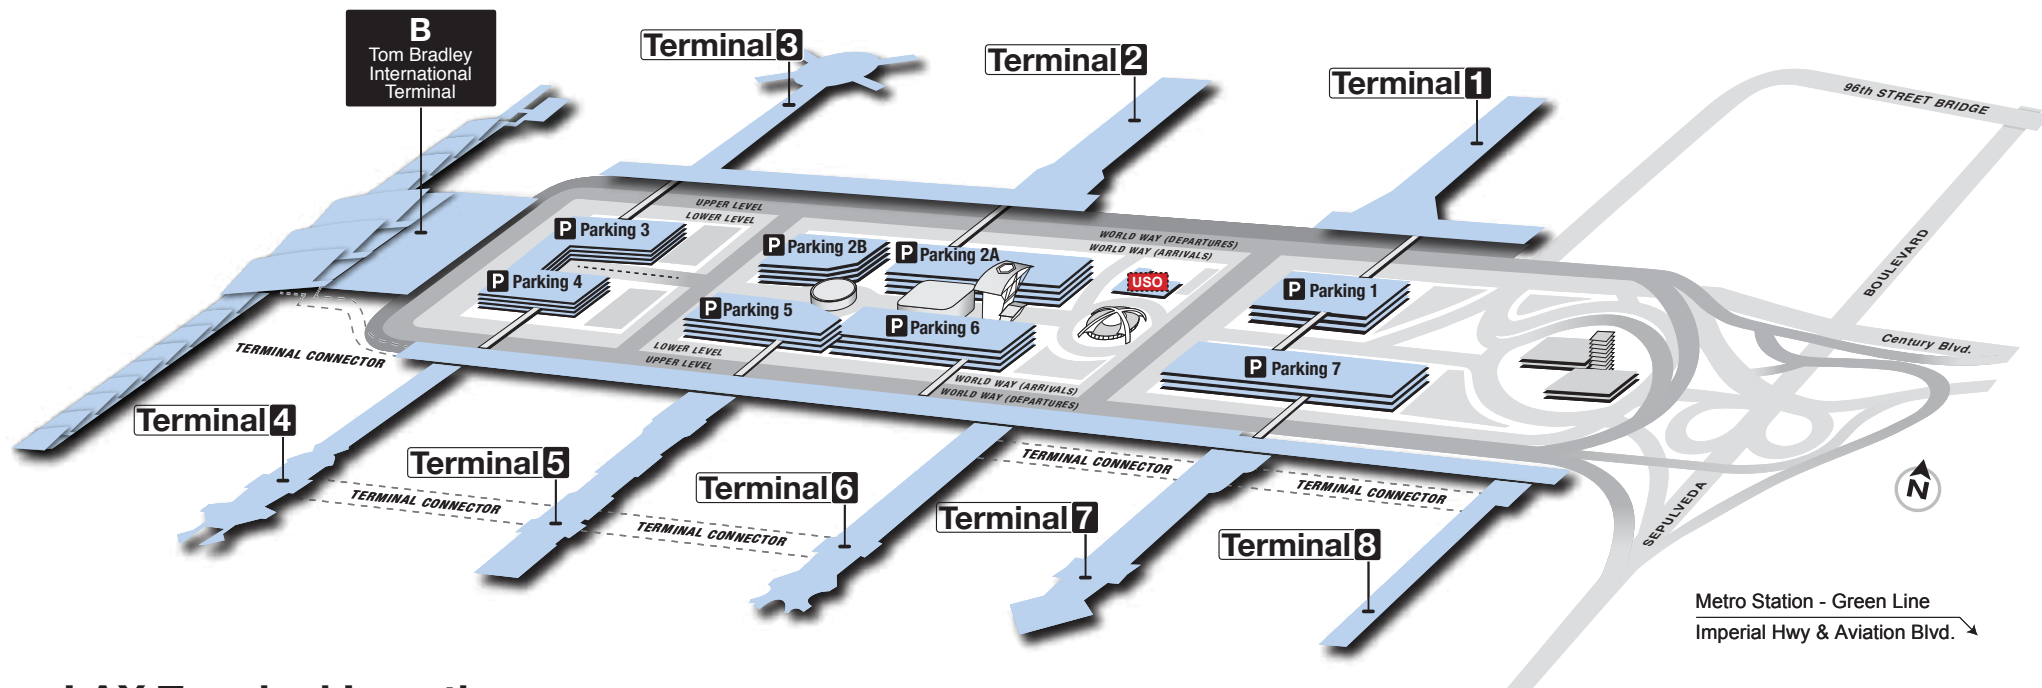 B
Tom Bradley
International
Terminal
Terminal 3
Terminal 2
Terminal 1
96th STREET BRIDGE
BOULEVARD
Century Blvd.
SEPULVEDA
UPPER LEVEL
LOWER LEVEL
WORLD WAY (DEPARTURES)
WORLD WAY (ARRIVALS)
P Parking 3
P Parking 4
P Parking 2B
P Parking 2A
USO
P Parking 1
P Parking 5
P Parking 6
P Parking 7
LOWER LEVEL
UPPER LEVEL
WORLD WAY (ARRIVALS)
WORLD WAY (DEPARTURES)
TERMINAL CONNECTOR
Terminal 4
Terminal 5
Terminal 6
Terminal 7
Terminal 8
TERMINAL CONNECTOR
TERMINAL CONNECTOR
TERMINAL CONNECTOR
TERMINAL CONNECTOR
N
Metro Station - Green Line
Imperial Hwy & Aviation Blvd.